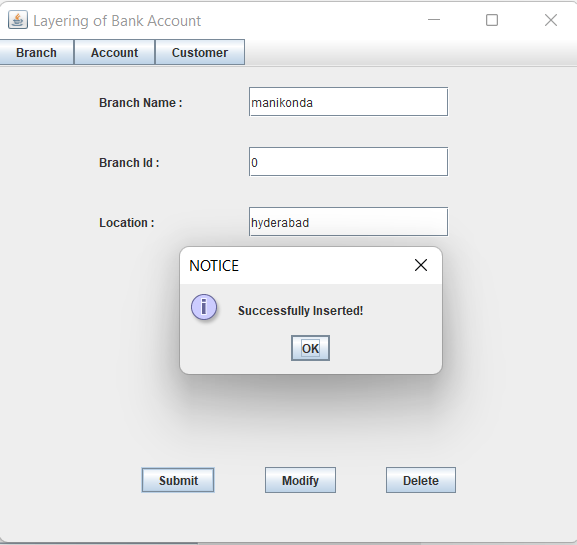 Layering of Bank Account
Branch Account Customer
Branch Name : manikonda
Branch Id : 0
Location : hyderabad
NOTICE
i Successfully Inserted!
OK
Submit Modify Delete